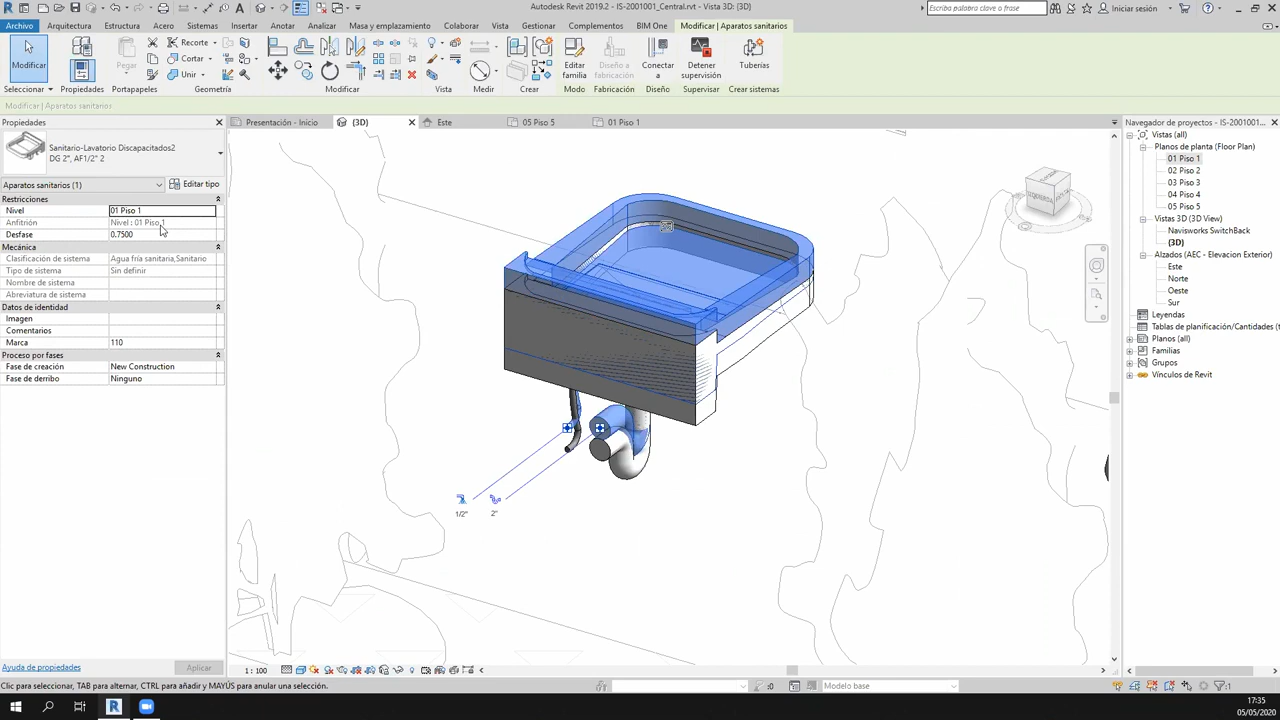 Autodesk Revit 2019.2 - IS-2001001_Central.rvt - Vista 3D: {3D}
Escriba palabra clave o frase
Iniciar sesión
Archivo
Arquitectura
Estructura
Acero
Sistemas
Insertar
Anotar
Analizar
Masa y emplazamiento
Colaborar
Vista
Gestionar
Complementos
BIM One
Modificar | Aparatos sanitarios
Modificar
Pegar
Recorte
Cortar
Unir
Editar
familia
Diseño a
fabricación
Conectar
a
Detener
supervisión
Tuberías
Seleccionar
Propiedades
Portapapeles
Geometría
Modificar
Vista
Medir
Crear
Modo
Fabricación
Diseño
Supervisar
Crear sistemas
Modificar | Aparatos sanitarios
Propiedades
Presentación - Inicio
{3D}
Este
05 Piso 5
01 Piso 1
Navegador de proyectos - IS-2001001...
Sanitario-Lavatorio Discapacitados2
DG 2", AF1/2" 2
Aparatos sanitarios (1)
Editar tipo
Restricciones
Nivel 01 Piso 1
Anfitrión Nivel : 01 Piso 1
Desfase 0.7500
Mecánica
Clasificación de sistema Agua fría sanitaria,Sanitario
Tipo de sistema Sin definir
Nombre de sistema
Abreviatura de sistema
Datos de identidad
Imagen
Comentarios
Marca 110
Proceso por fases
Fase de creación New Construction
Fase de derribo Ninguno
1/2"
2"
Vistas (all)
Planos de planta (Floor Plan)
01 Piso 1
02 Piso 2
03 Piso 3
04 Piso 4
05 Piso 5
Vistas 3D (3D View)
Navisworks SwitchBack
{3D}
Alzados (AEC - Elevacion Exterior)
Este
Norte
Oeste
Sur
Leyendas
Tablas de planificación/Cantidades (t
Planos (all)
Familias
Grupos
Vínculos de Revit
Ayuda de propiedades
Aplicar
1 : 100
Clic para seleccionar, TAB para alternar, CTRL para añadir y MAYÚS para anular una selección.
:0
Modelo base
:1
17:35
05/05/2020